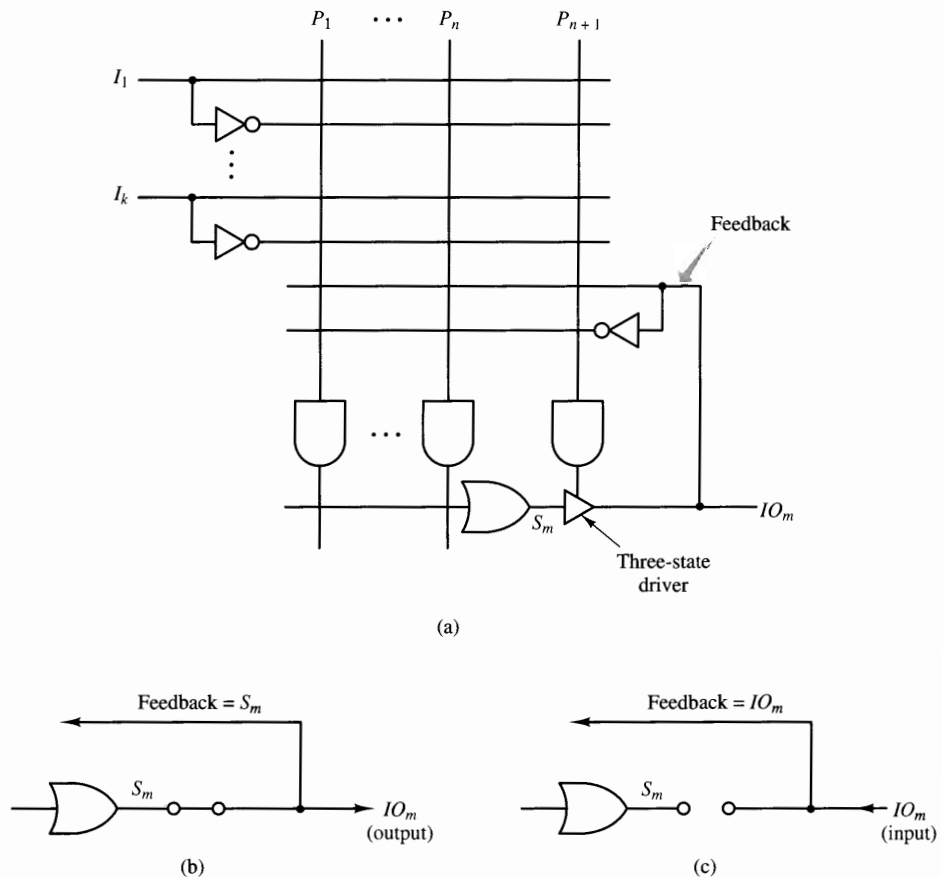 P₁ ... Pₙ Pₙ₊₁
I₁
Iₖ
Feedback
Sₘ
IOₘ
Three-state
driver
(a)
Feedback = Sₘ
Sₘ
IOₘ
(output)
(b)
Feedback = IOₘ
Sₘ
IOₘ
(input)
(c)